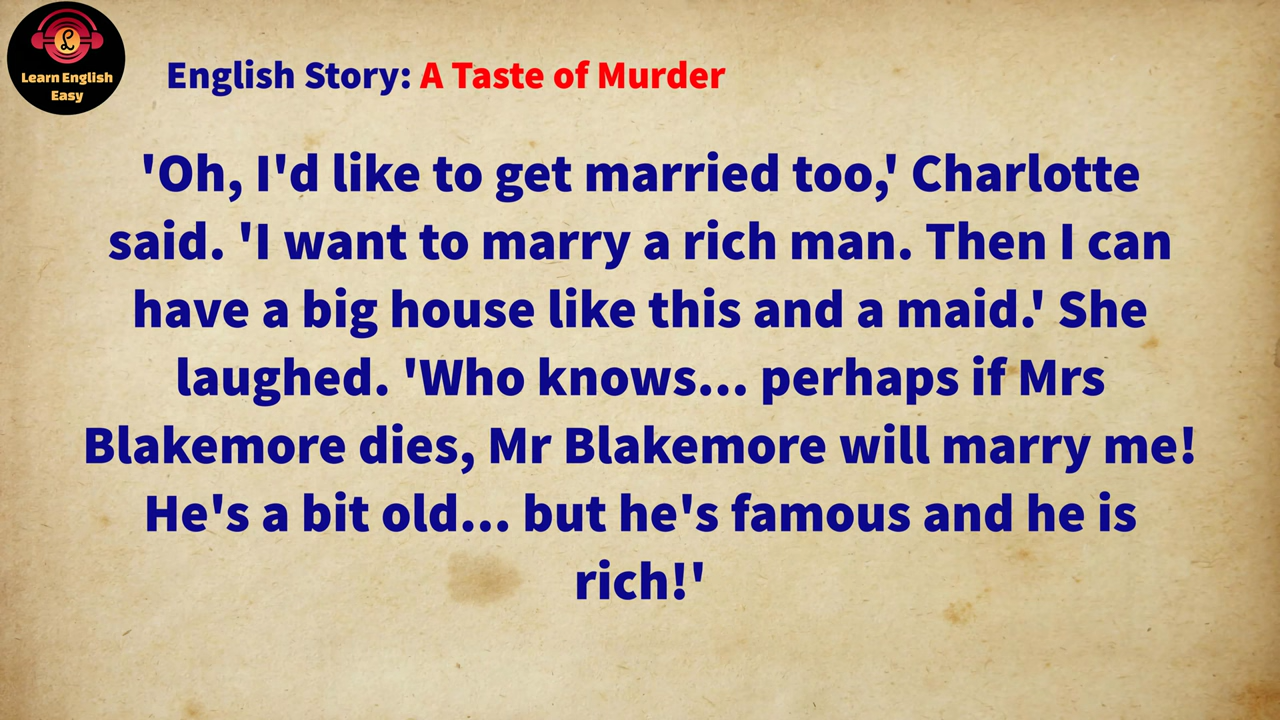 Learn English
Easy
English Story: A Taste of Murder
'Oh, I'd like to get married too,' Charlotte
said. 'I want to marry a rich man. Then I can
have a big house like this and a maid.' She
laughed. 'Who knows... perhaps if Mrs
Blakemore dies, Mr Blakemore will marry me!
He's a bit old... but he's famous and he is
rich!'